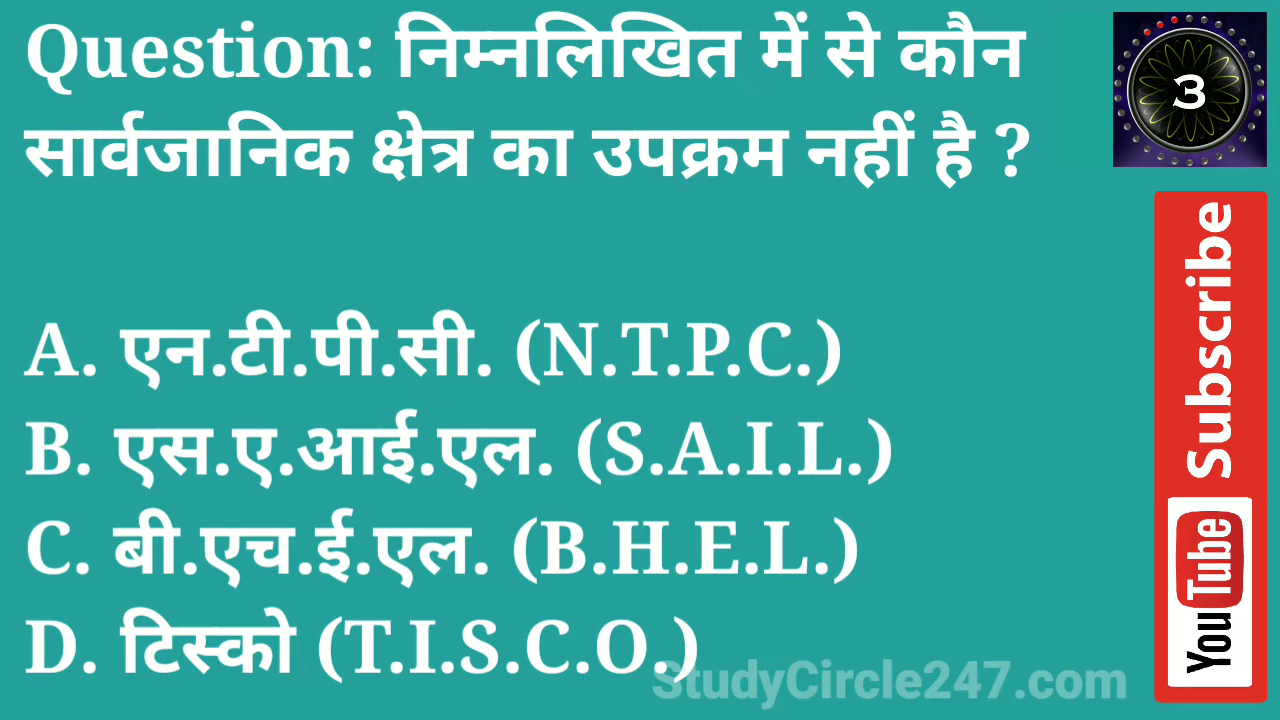 Question: निम्नलिखित में से कौन
सार्वजानिक क्षेत्र का उपक्रम नहीं है ?
A. एन.टी.पी.सी. (N.T.P.C.)
B. एस.ए.आई.एल. (S.A.I.L.)
C. बी.एच.ई.एल. (B.H.E.L.)
D. टिस्को (T.I.S.C.O.)
StudyCircle247.com
3
Subscribe
YouTube